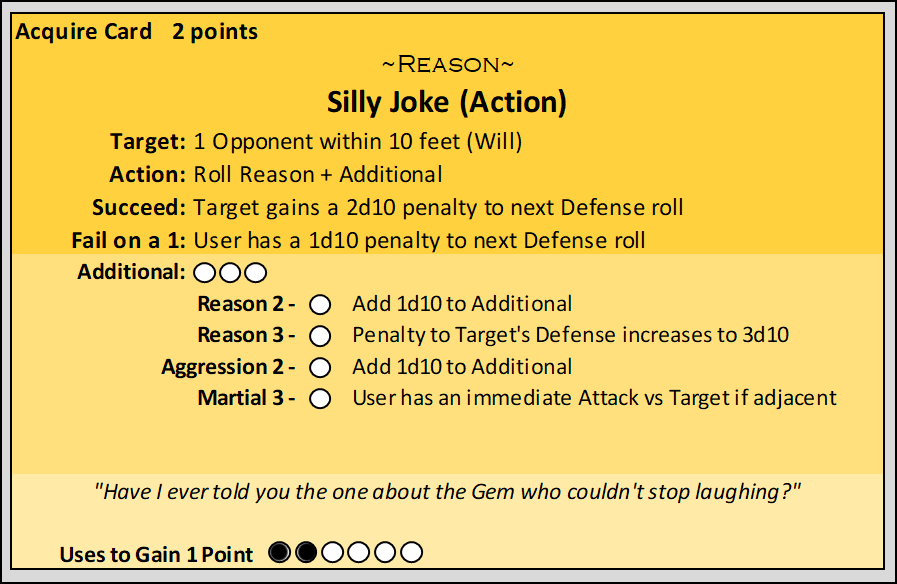 Acquire Card 2 points
~Reason~
Silly Joke (Action)
Target: 1 Opponent within 10 feet (Will)
Action: Roll Reason + Additional
Succeed: Target gains a 2d10 penalty to next Defense roll
Fail on a 1: User has a 1d10 penalty to next Defense roll
Additional:
Reason 2 - Add 1d10 to Additional
Reason 3 - Penalty to Target's Defense increases to 3d10
Aggression 2 - Add 1d10 to Additional
Martial 3 - User has an immediate Attack vs Target if adjacent
"Have I ever told you the one about the Gem who couldn't stop laughing?"
Uses to Gain 1 Point